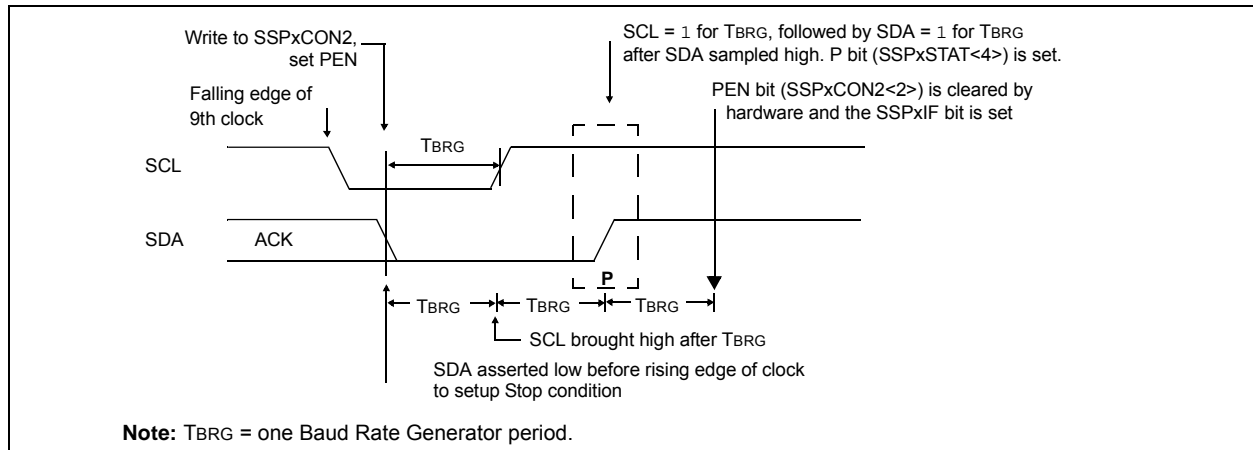 Write to SSPxCON2,
set PEN
SCL = 1 for TBRG, followed by SDA = 1 for TBRG
after SDA sampled high. P bit (SSPxSTAT<4>) is set.
Falling edge of
9th clock
PEN bit (SSPxCON2<2>) is cleared by
hardware and the SSPxIF bit is set
TBRG
SCL
SDA
ACK
P
TBRG
TBRG
TBRG
SCL brought high after TBRG
SDA asserted low before rising edge of clock
to setup Stop condition
Note: TBRG = one Baud Rate Generator period.